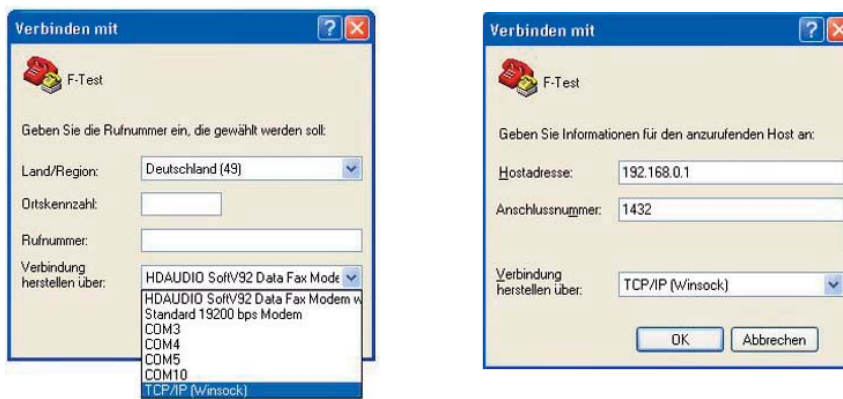 Verbinden mit
F-Test
Geben Sie die Rufnummer ein, die gewählt werden soll:
Land/Region: Deutschland (49)
Ortskennzahl:
Rufnummer:
Verbindung
herstellen über: HDAUDIO SoftV92 Data Fax Mode
HDAUDIO SoftV92 Data Fax Modem w
Standard 19200 bps Modem
COM3
COM4
COM5
COM10
TCP/IP (Winsock)
Verbinden mit
F-Test
Geben Sie Informationen für den anzurufenden Host an:
Hostadresse: 192.168.0.1
Anschlussnummer: 1432
Verbindung
herstellen über: TCP/IP (Winsock)
OK Abbrechen